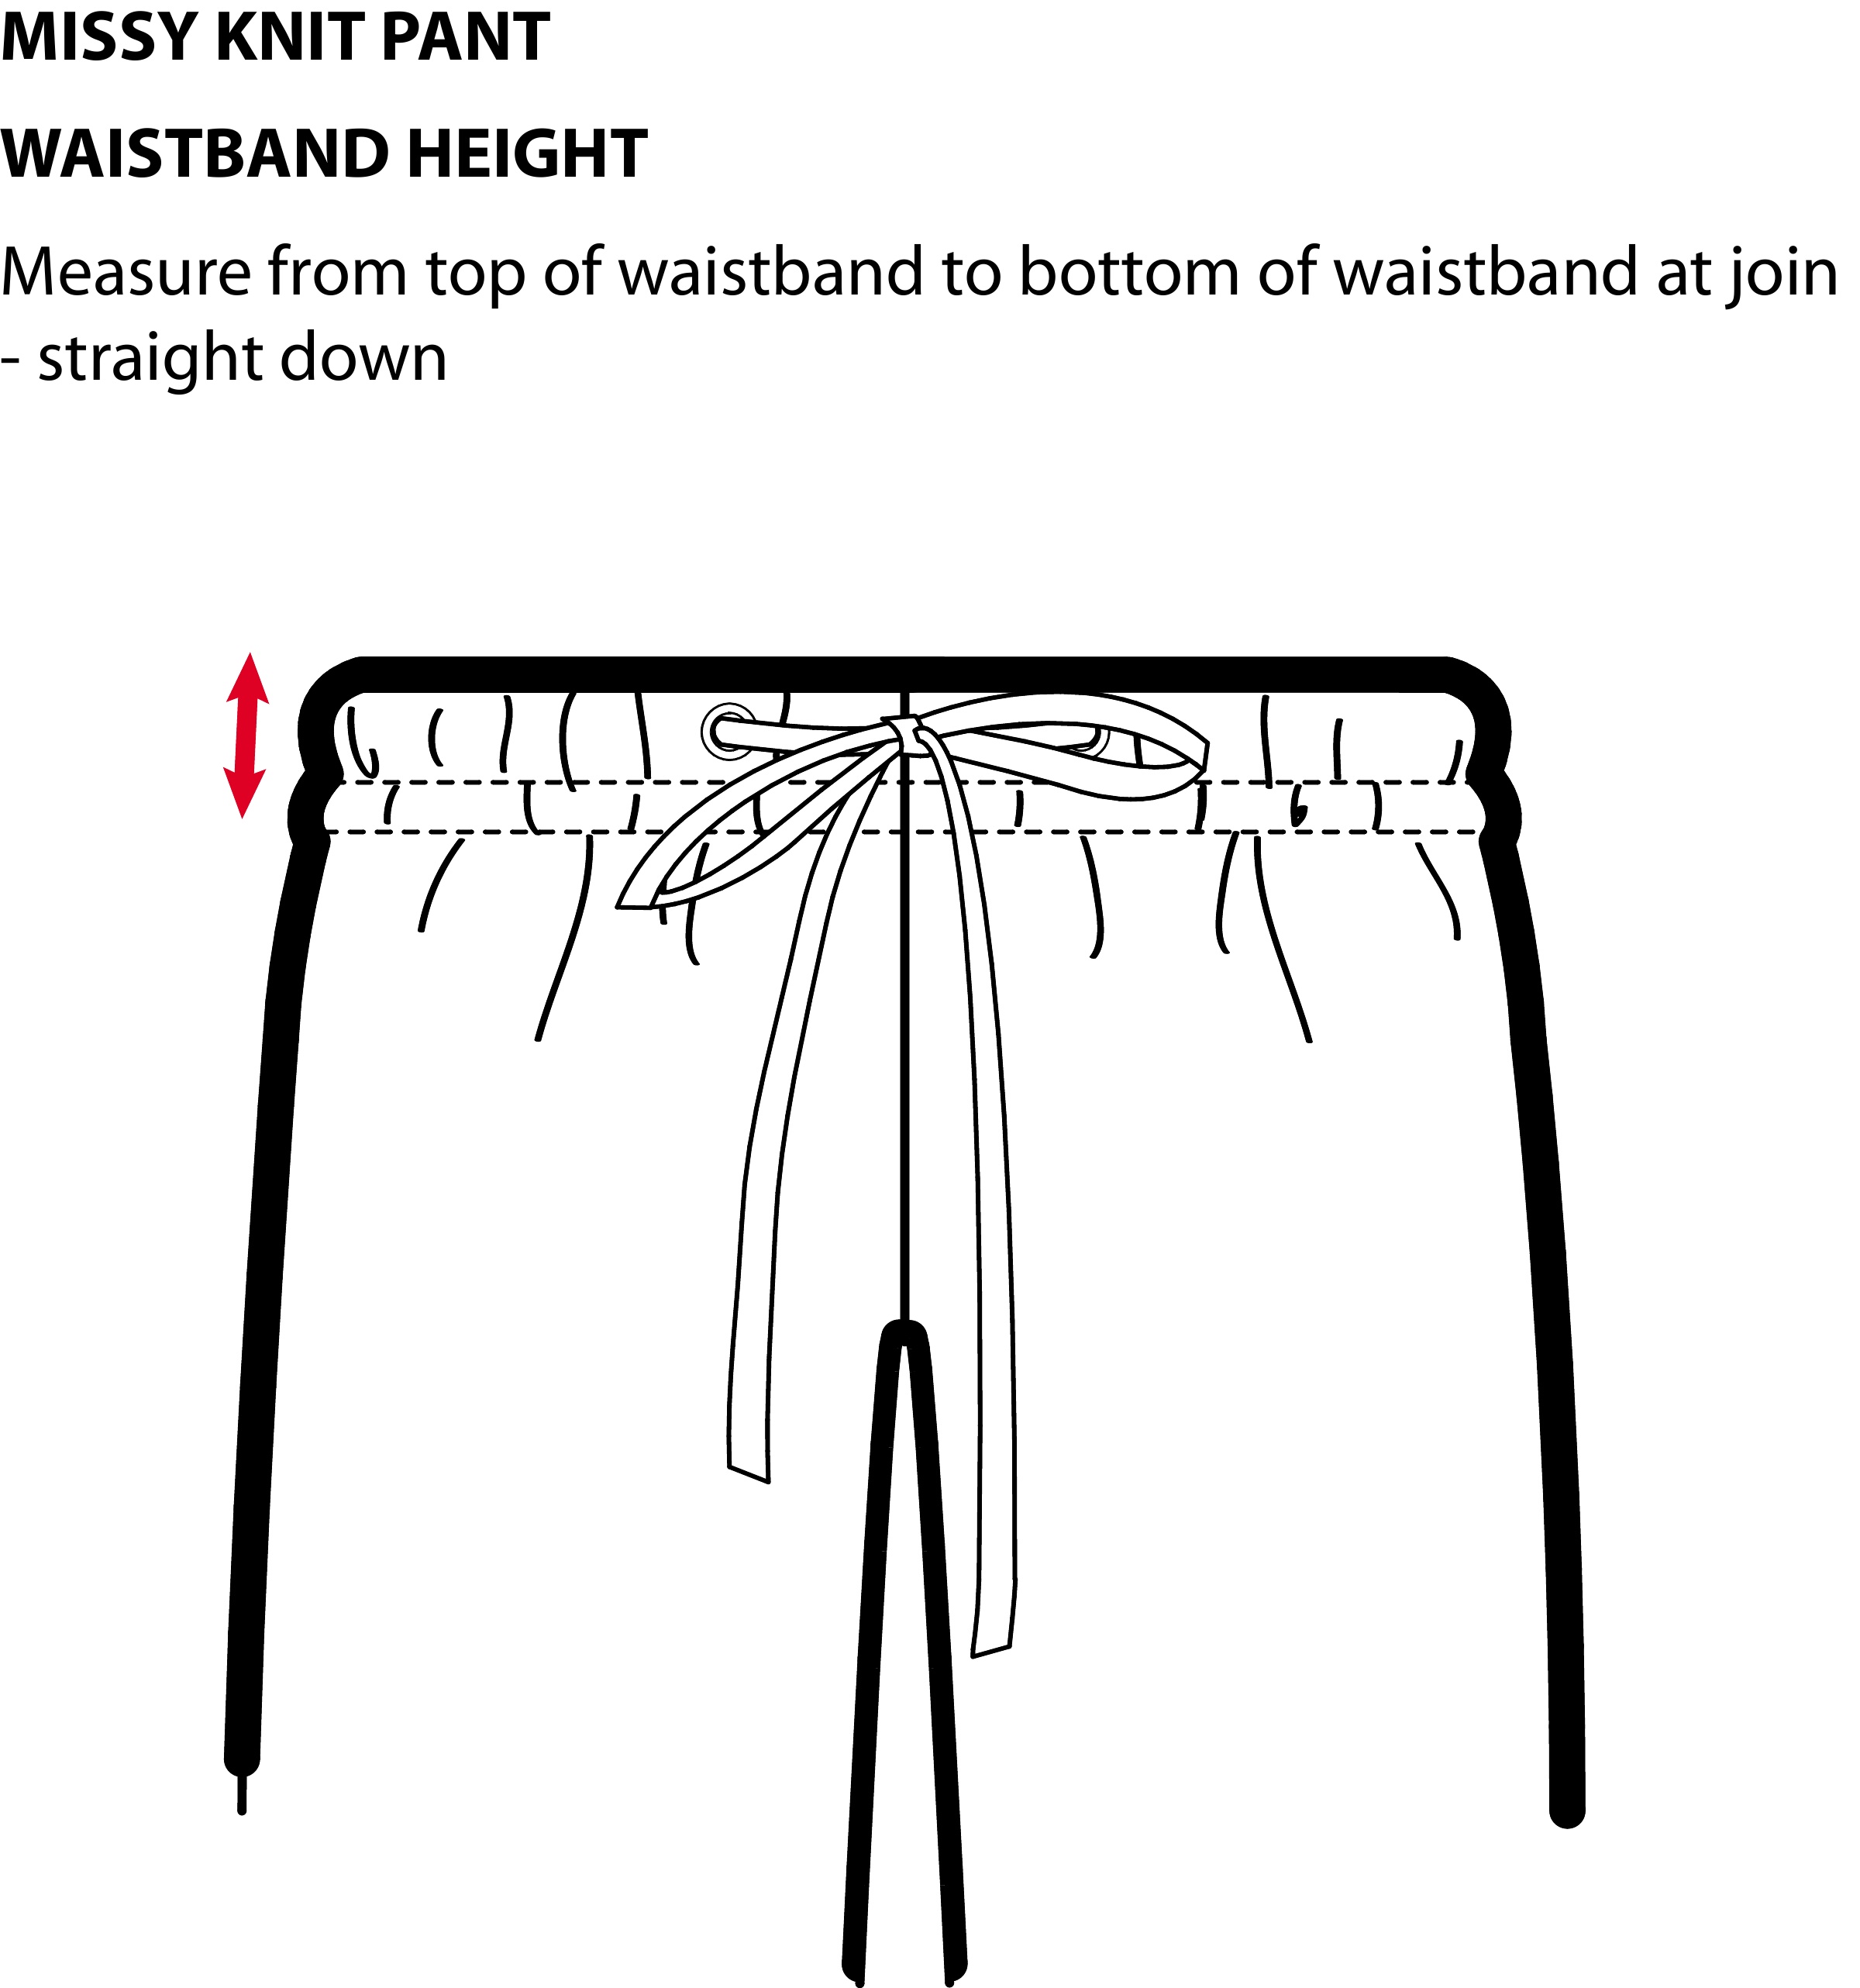 MISSY KNIT PANT
WAISTBAND HEIGHT
Measure from top of waistband to bottom of waistband at join
- straight down